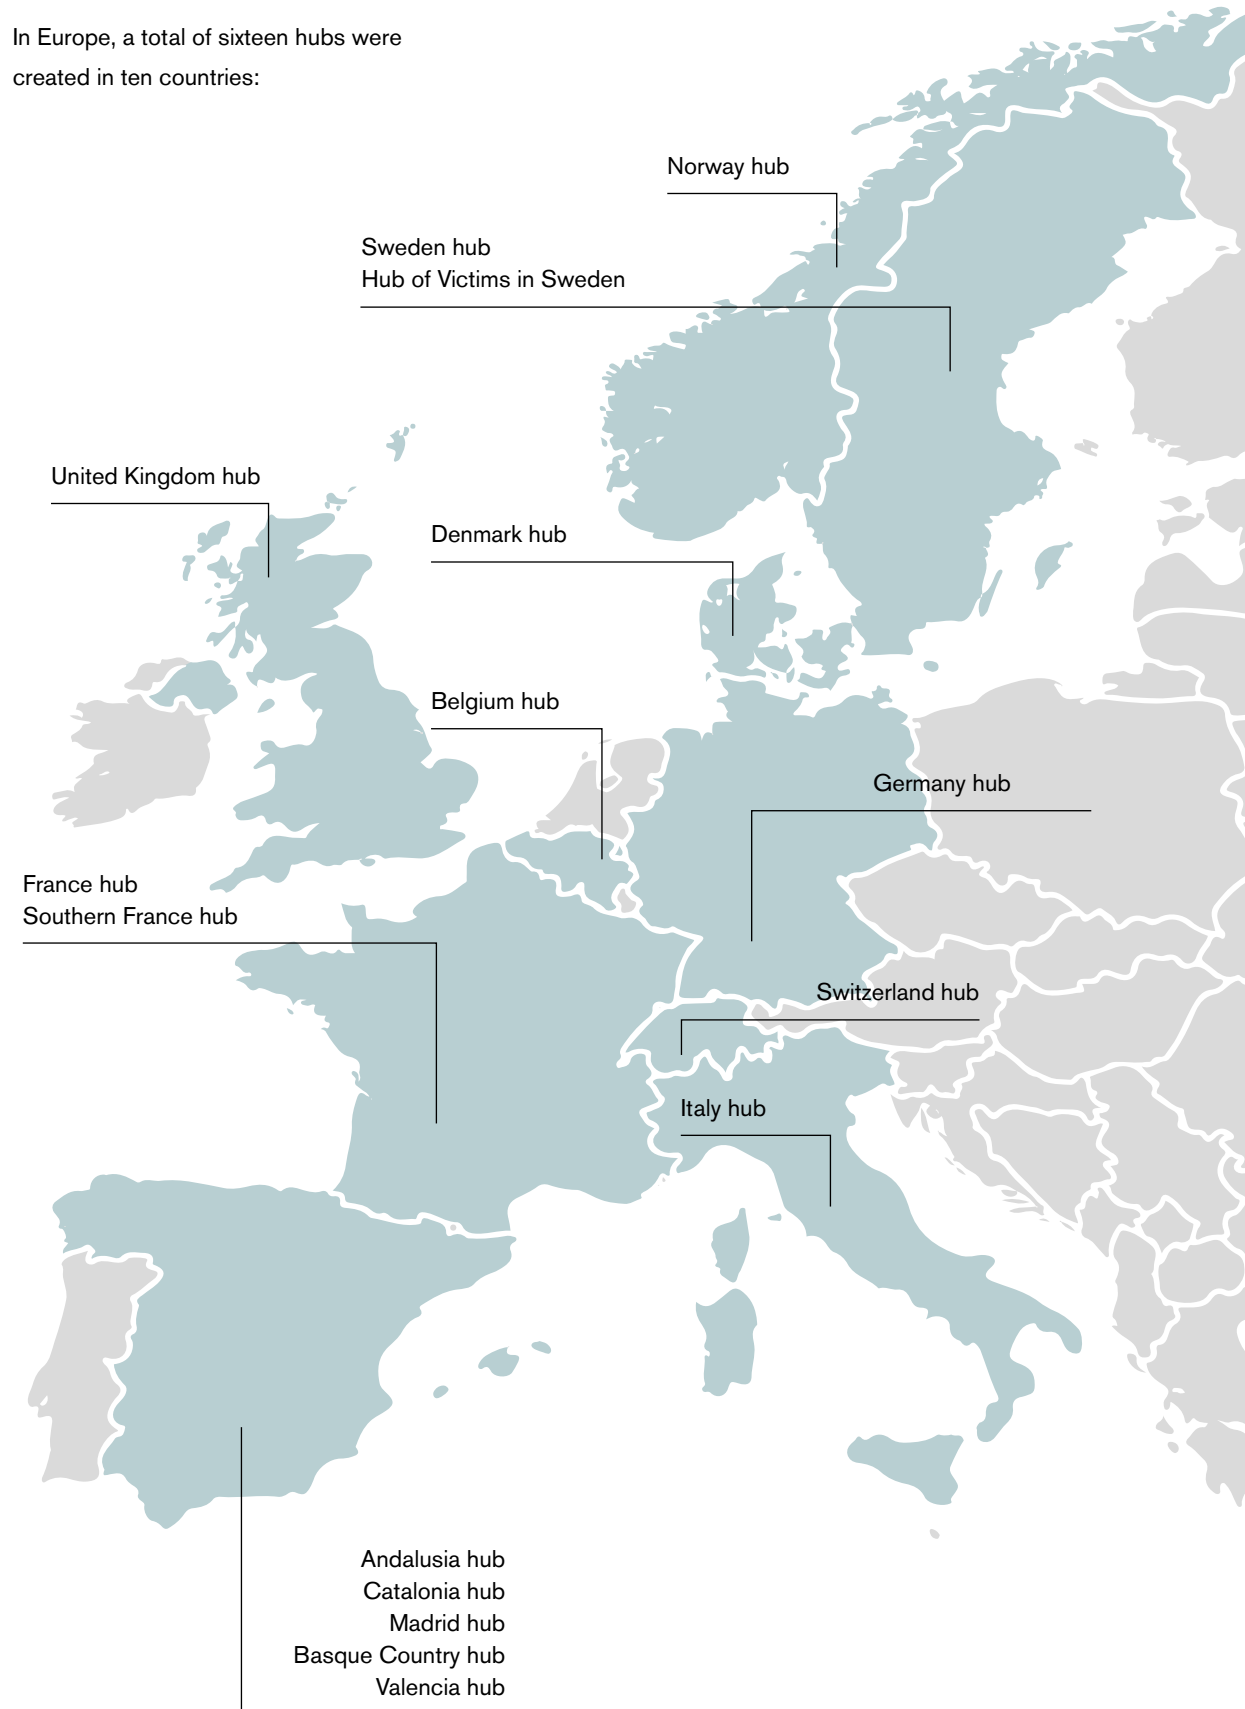 In Europe, a total of sixteen hubs were
created in ten countries:
Norway hub
Sweden hub
Hub of Victims in Sweden
United Kingdom hub
Denmark hub
Belgium hub
Germany hub
France hub
Southern France hub
Switzerland hub
Italy hub
Andalusia hub
Catalonia hub
Madrid hub
Basque Country hub
Valencia hub